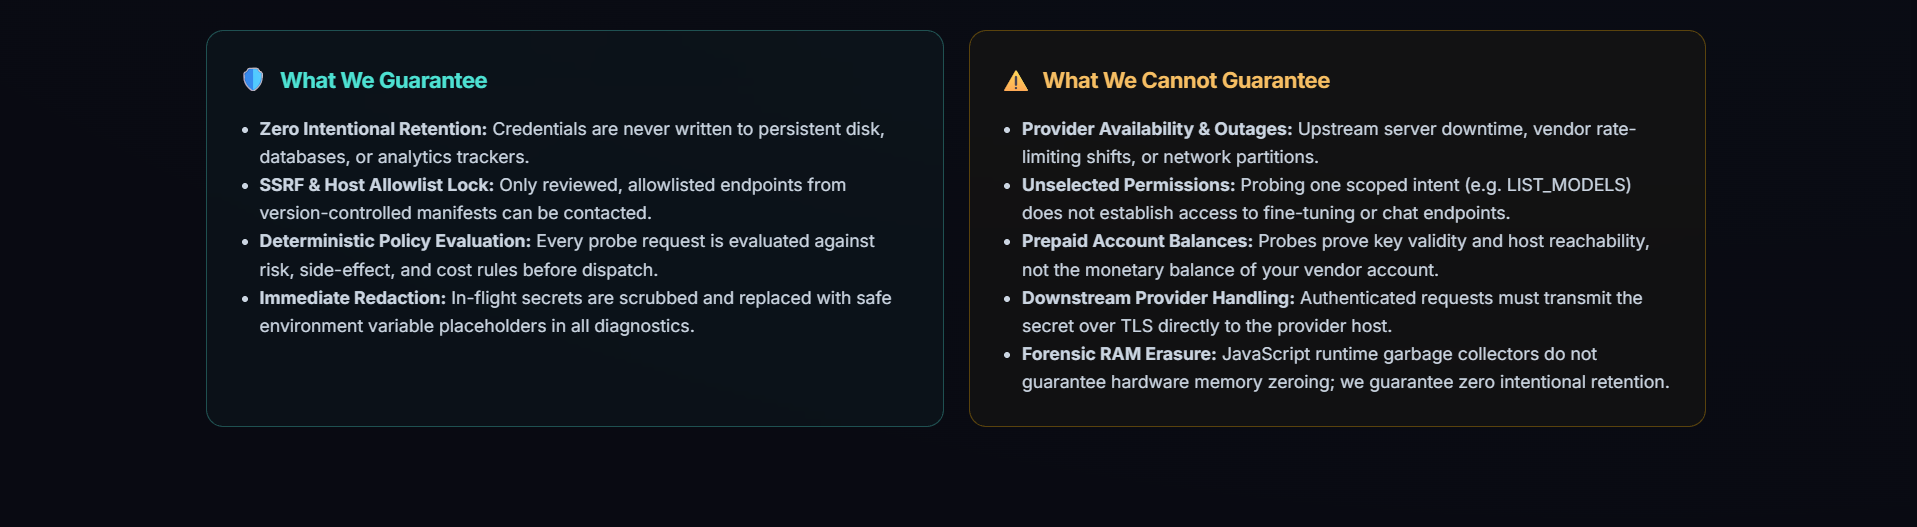 What We Guarantee
Zero Intentional Retention: Credentials are never written to persistent disk,
databases, or analytics trackers.
SSRF & Host Allowlist Lock: Only reviewed, allowlisted endpoints from
version-controlled manifests can be contacted.
Deterministic Policy Evaluation: Every probe request is evaluated against
risk, side-effect, and cost rules before dispatch.
Immediate Redaction: In-flight secrets are scrubbed and replaced with safe
environment variable placeholders in all diagnostics.
What We Cannot Guarantee
Provider Availability & Outages: Upstream server downtime, vendor rate-
limiting shifts, or network partitions.
Unselected Permissions: Probing one scoped intent (e.g. LIST_MODELS)
does not establish access to fine-tuning or chat endpoints.
Prepaid Account Balances: Probes prove key validity and host reachability,
not the monetary balance of your vendor account.
Downstream Provider Handling: Authenticated requests must transmit the
secret over TLS directly to the provider host.
Forensic RAM Erasure: JavaScript runtime garbage collectors do not
guarantee hardware memory zeroing; we guarantee zero intentional retention.